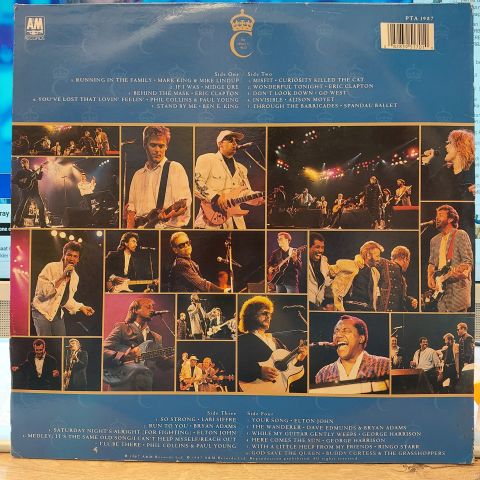 A&M
RECORDS
PTA 1987
Side One
RUNNING IN THE FAMILY • MARK KING & MIKE LINDUP
IF I WAS • MIDGE URE
BEHIND THE MASK • ERIC CLAPTON
YOU'VE LOST THAT LOVIN' FEELIN' • PHIL COLLINS & PAUL YOUNG
STAND BY ME • BEN E. KING
Side Two
MISFIT • CURIOSITY KILLED THE CAT
WONDERFUL TONIGHT • ERIC CLAPTON
DON'T LOOK DOWN • GO WEST
INVISIBLE • ALISON MOYET
THROUGH THE BARRICADES • SPANDAU BALLET
Side Three
SO STRONG • LABI SIFFRE
RUN TO YOU • BRYAN ADAMS
SATURDAY NIGHT'S ALRIGHT (FOR FIGHTING) • ELTON JOHN
MEDLEY; IT'S THE SAME OLD SONG/I CAN'T HELP MYSELF/REACH OUT
I'LL BE THERE • PHIL COLLINS & PAUL YOUNG
Side Four
YOUR SONG • ELTON JOHN
THE WANDERER • DAVE EDMUNDS & BRYAN ADAMS
WHILE MY GUITAR GENTLY WEEPS • GEORGE HARRISON
HERE COMES THE SUN • GEORGE HARRISON
WITH A LITTLE HELP FROM MY FRIENDS • RINGO STARR
GOD SAVE THE QUEEN • BUDDY CURTESS & THE GRASSHOPPERS